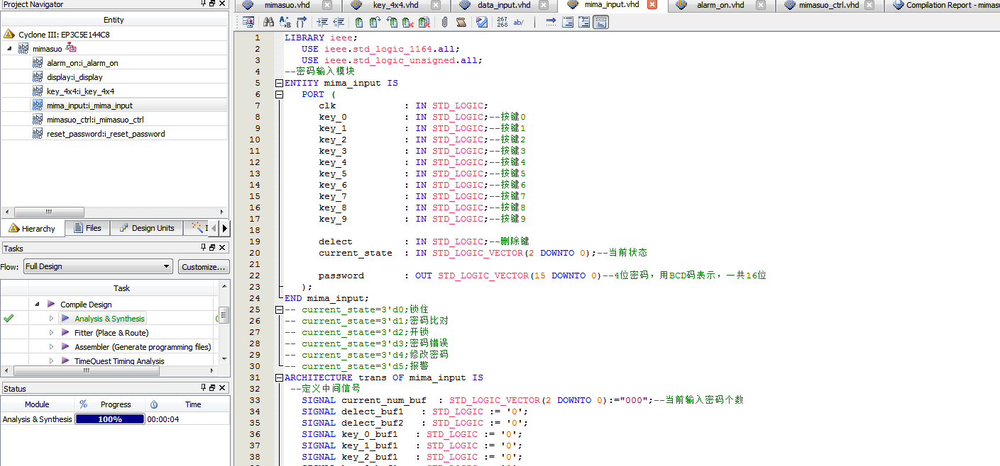 Project Navigator
Entity
Cyclone III: EP3C5E144C8
mimasuo
alarm_on:i_alarm_on
display:i_display
key_4x4:i_key_4x4
mima_input:i_mima_input
mimasuo_ctrl:i_mimasuo_ctrl
reset_password:i_reset_password
Hierarchy
Files
Design Units
Tasks
Flow:
Full Design
Customize...
Task
Compile Design
Analysis & Synthesis
Fitter (Place & Route)
Assembler (Generate programming files)
TimeQuest Timing Analysis
Status
Module
%
Progress
Time
Analysis & Synthesis
100%
00:00:04
mimasuo.vhd
key_4x4.vhd
data_input.vhd
mima_input.vhd
alarm_on.vhd
mimasuo_ctrl.vhd
Compilation Report - mimasu
267
268
ab/
1 LIBRARY ieee;
2 USE ieee.std_logic_1164.all;
3 USE ieee.std_logic_unsigned.all;
4 --密码输入模块
5 ENTITY mima_input IS
6 PORT (
7 clk : IN STD_LOGIC;
8 key_0 : IN STD_LOGIC;--按键0
9 key_1 : IN STD_LOGIC;--按键1
10 key_2 : IN STD_LOGIC;--按键2
11 key_3 : IN STD_LOGIC;--按键3
12 key_4 : IN STD_LOGIC;--按键4
13 key_5 : IN STD_LOGIC;--按键5
14 key_6 : IN STD_LOGIC;--按键6
15 key_7 : IN STD_LOGIC;--按键7
16 key_8 : IN STD_LOGIC;--按键8
17 key_9 : IN STD_LOGIC;--按键9
18
19 delect : IN STD_LOGIC;--删除键
20 current_state : IN STD_LOGIC_VECTOR(2 DOWNTO 0);--当前状态
21
22 password : OUT STD_LOGIC_VECTOR(15 DOWNTO 0)--4位密码，用BCD码表示，一共16位
23 );
24 END mima_input;
25 -- current_state=3'd0;锁住
26 -- current_state=3'd1;密码比对
27 -- current_state=3'd2;开锁
28 -- current_state=3'd3;密码错误
29 -- current_state=3'd4;修改密码
30 -- current_state=3'd5;报警
31 ARCHITECTURE trans OF mima_input IS
32 --定义中间信号
33 SIGNAL current_num_buf : STD_LOGIC_VECTOR(2 DOWNTO 0):="000";--当前输入密码个数
34 SIGNAL delect_buf1 : STD_LOGIC := '0';
35 SIGNAL delect_buf2 : STD_LOGIC := '0';
36 SIGNAL key_0_buf1 : STD_LOGIC := '0';
37 SIGNAL key_1_buf1 : STD_LOGIC := '0';
38 SIGNAL key_2_buf1 : STD_LOGIC := '0';